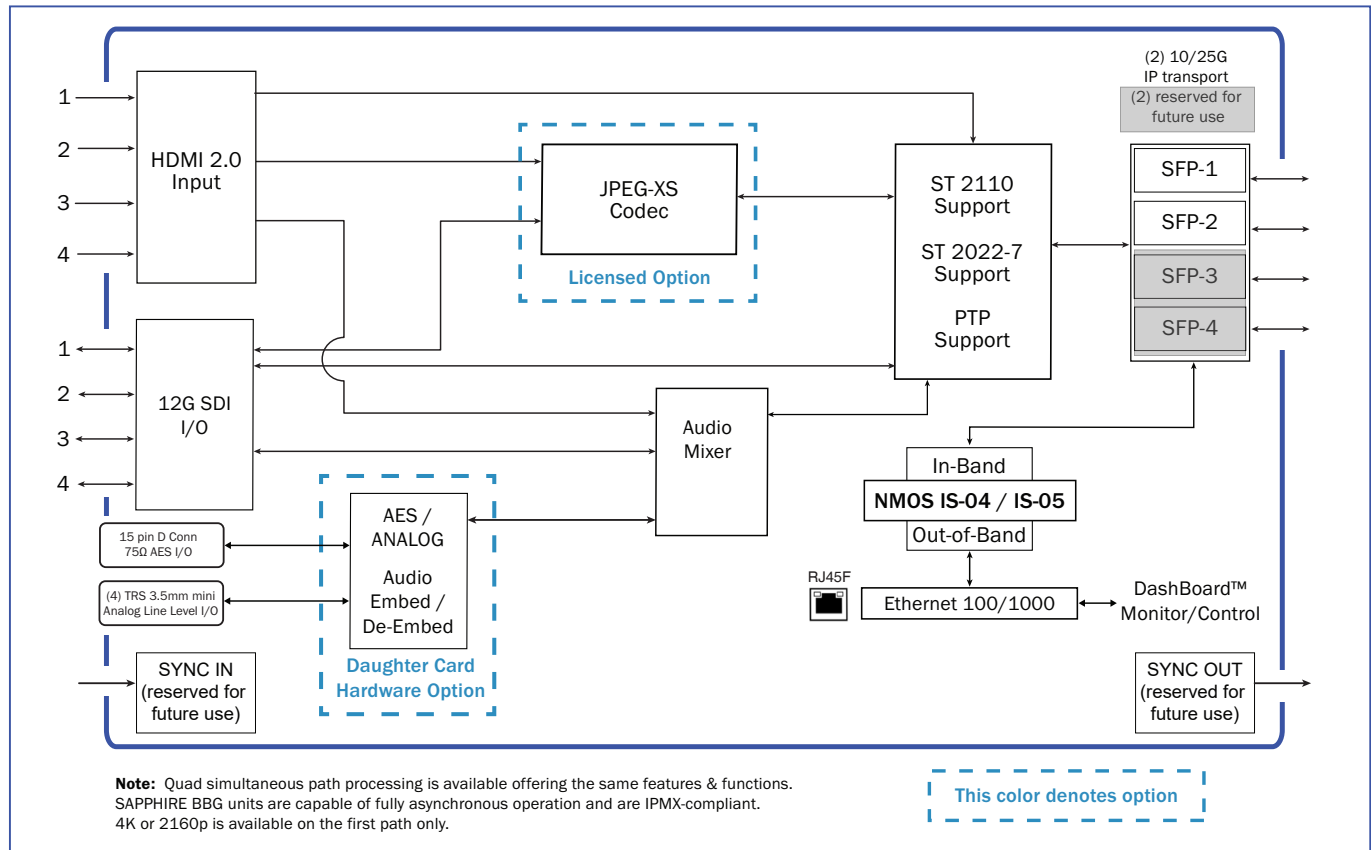 (2) 10/25G
IP transport
(2) reserved for
future use
1
2
3
4
HDMI 2.0
Input
JPEG-XS
Codec
Licensed Option
ST 2110
Support
ST 2022-7
Support
PTP
Support
SFP-1
SFP-2
SFP-3
SFP-4
1
2
3
4
12G SDI
I/O
Audio
Mixer
In-Band
NMOS IS-04 / IS-05
Out-of-Band
15 pin D Conn
75Ω AES I/O
(4) TRS 3.5mm mini
Analog Line Level I/O
AES /
ANALOG
Audio
Embed /
De-Embed
Daughter Card
Hardware Option
RJ45F
Ethernet 100/1000
DashBoard™
Monitor/Control
SYNC IN
(reserved for
future use)
SYNC OUT
(reserved for
future use)
Note: Quad simultaneous path processing is available offering the same features & functions.
SAPPHIRE BBG units are capable of fully asynchronous operation and are IPMX-compliant.
4K or 2160p is available on the first path only.
This color denotes option